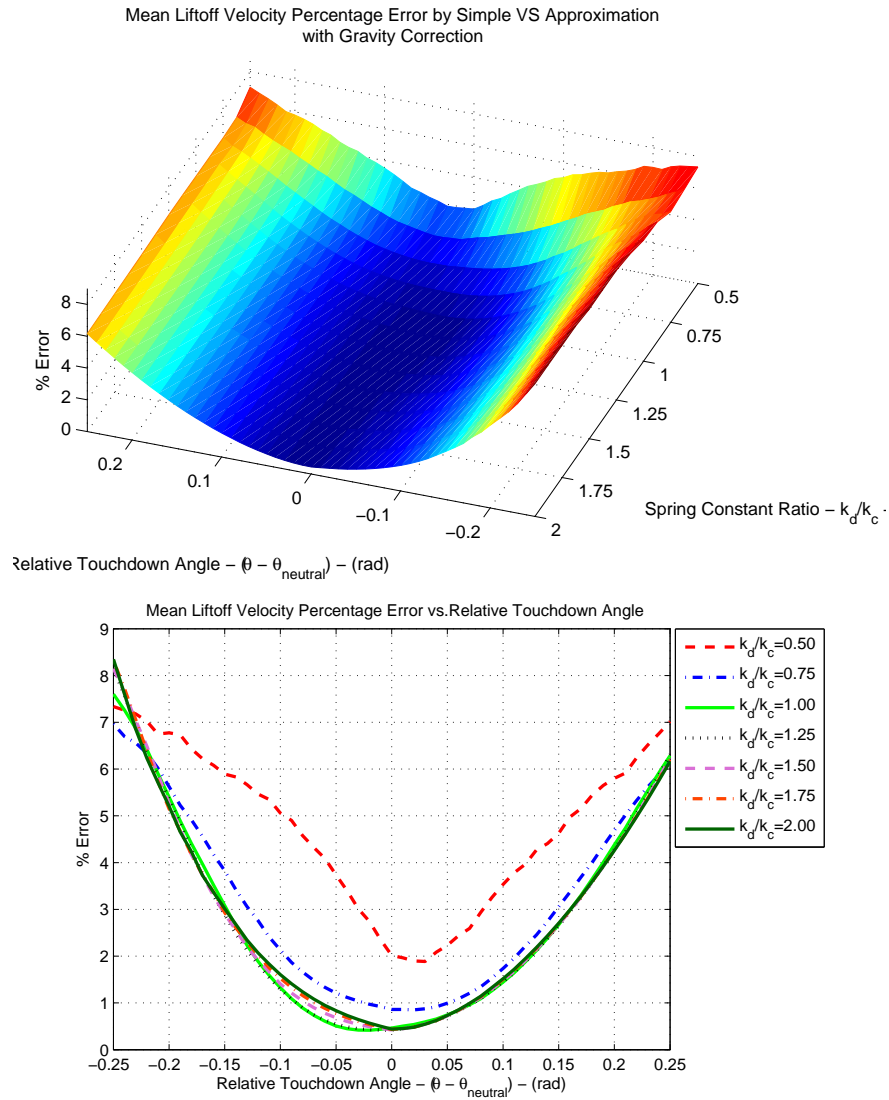 Mean Liftoff Velocity Percentage Error by Simple VS Approximation
with Gravity Correction
8
6
4
2
0
% Error
0.2
0.1
0
−0.1
−0.2
0.5
0.75
1
1.25
1.5
1.75
2
Spring Constant Ratio − k_d/k_c −
Relative Touchdown Angle − (θ − θ_neutral) − (rad)
Mean Liftoff Velocity Percentage Error vs.Relative Touchdown Angle
9
8
7
6
5
4
3
2
1
0
% Error
−0.25 −0.2 −0.15 −0.1 −0.05 0 0.05 0.1 0.15 0.2 0.25
Relative Touchdown Angle − (θ − θ_neutral) − (rad)
k_d/k_c=0.50
k_d/k_c=0.75
k_d/k_c=1.00
k_d/k_c=1.25
k_d/k_c=1.50
k_d/k_c=1.75
k_d/k_c=2.00